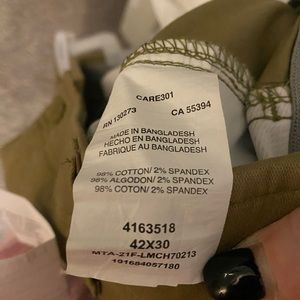 CARE301
RN 130273 CA 55394
MADE IN BANGLADESH
HECHO EN BANGLADESH
FABRIQUE AU BANGLADESH
98% COTTON/ 2% SPANDEX
98% ALGODON/ 2% SPANDEX
98% COTON/ 2% SPANDEX
4163518
42X30
MTA-21F-LMCH70213
101684057180